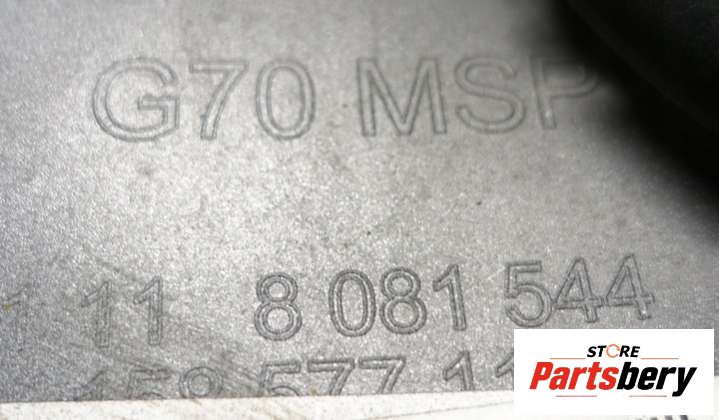 G70 MSP
11 8 081 544
STORE
Partsbery